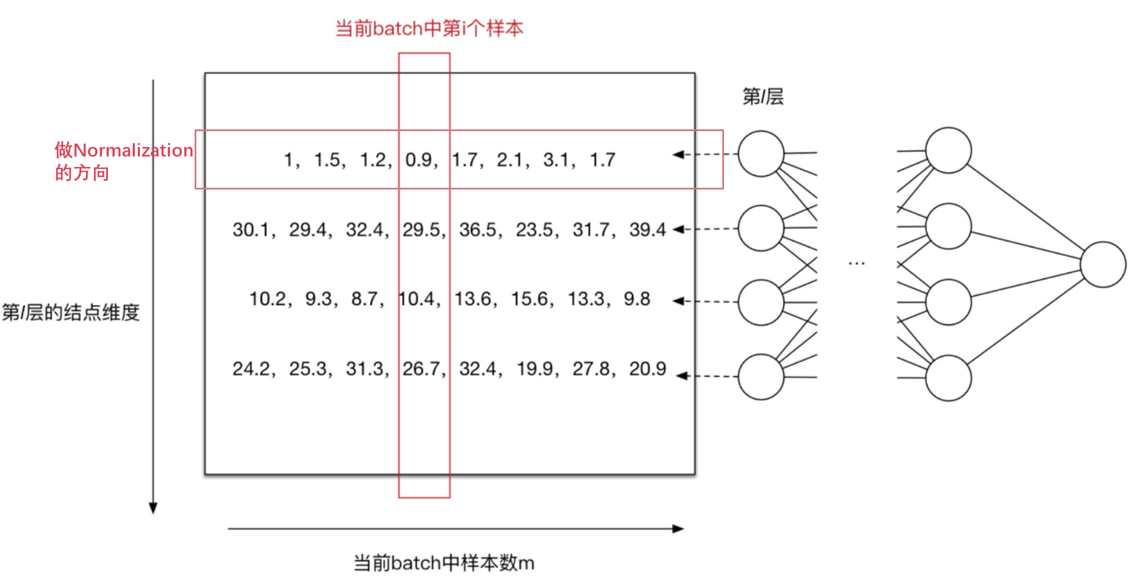 当前batch中第i个样本
第l层
做Normalization
的方向
1, 1.5, 1.2, 0.9, 1.7, 2.1, 3.1, 1.7
30.1, 29.4, 32.4, 29.5, 36.5, 23.5, 31.7, 39.4
...
10.2, 9.3, 8.7, 10.4, 13.6, 15.6, 13.3, 9.8
第l层的结点维度
24.2, 25.3, 31.3, 26.7, 32.4, 19.9, 27.8, 20.9
当前batch中样本数m